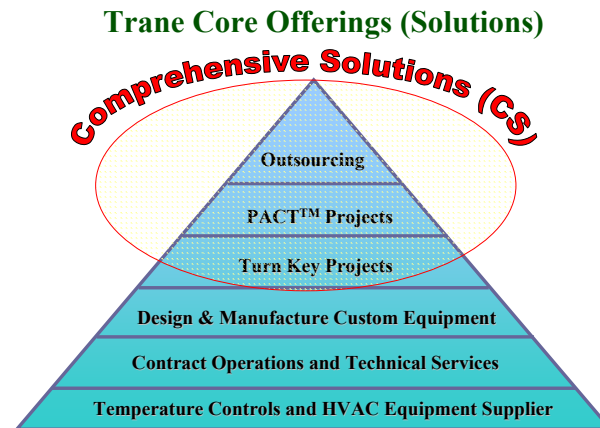 Trane Core Offerings (Solutions)
Comprehensive Solutions (CS)
Outsourcing
PACT™ Projects
Turn Key Projects
Design & Manufacture Custom Equipment
Contract Operations and Technical Services
Temperature Controls and HVAC Equipment Supplier